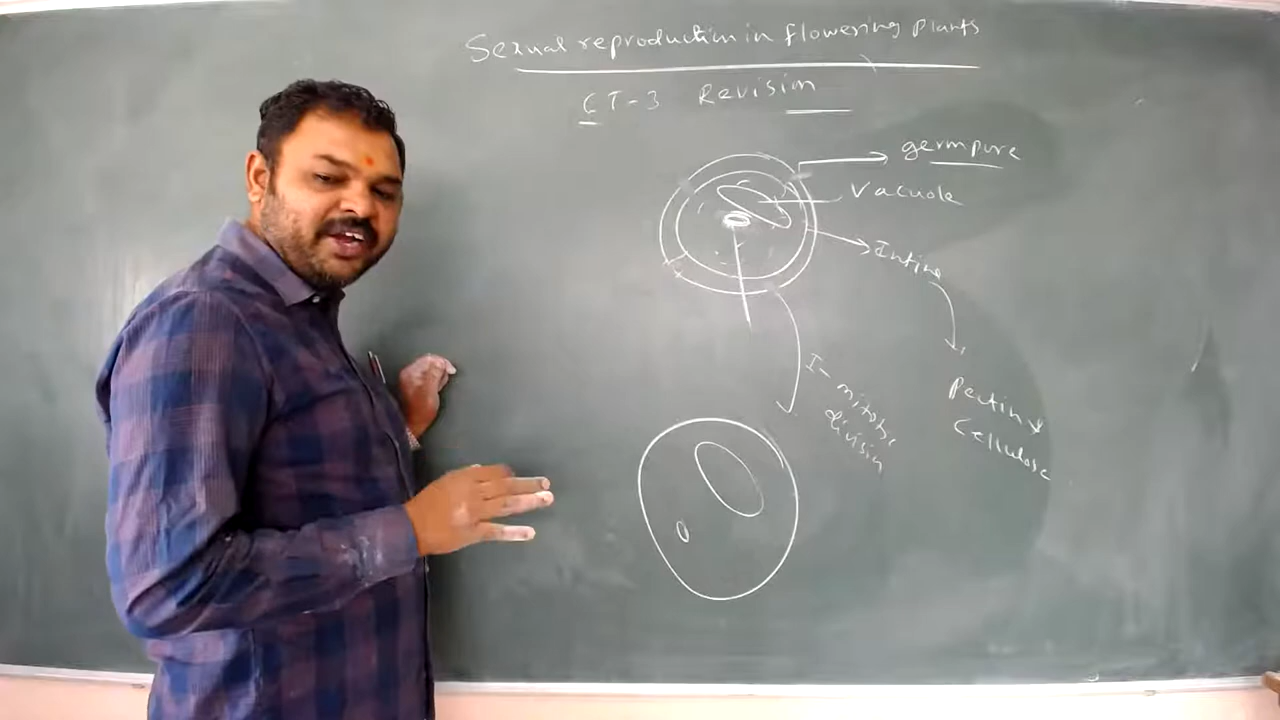 Sexual reproduction in flowering plants
CT-3 Revision
germpure
Vacuole
Intine
I - mitotic
division
Pectin +
Cellulose